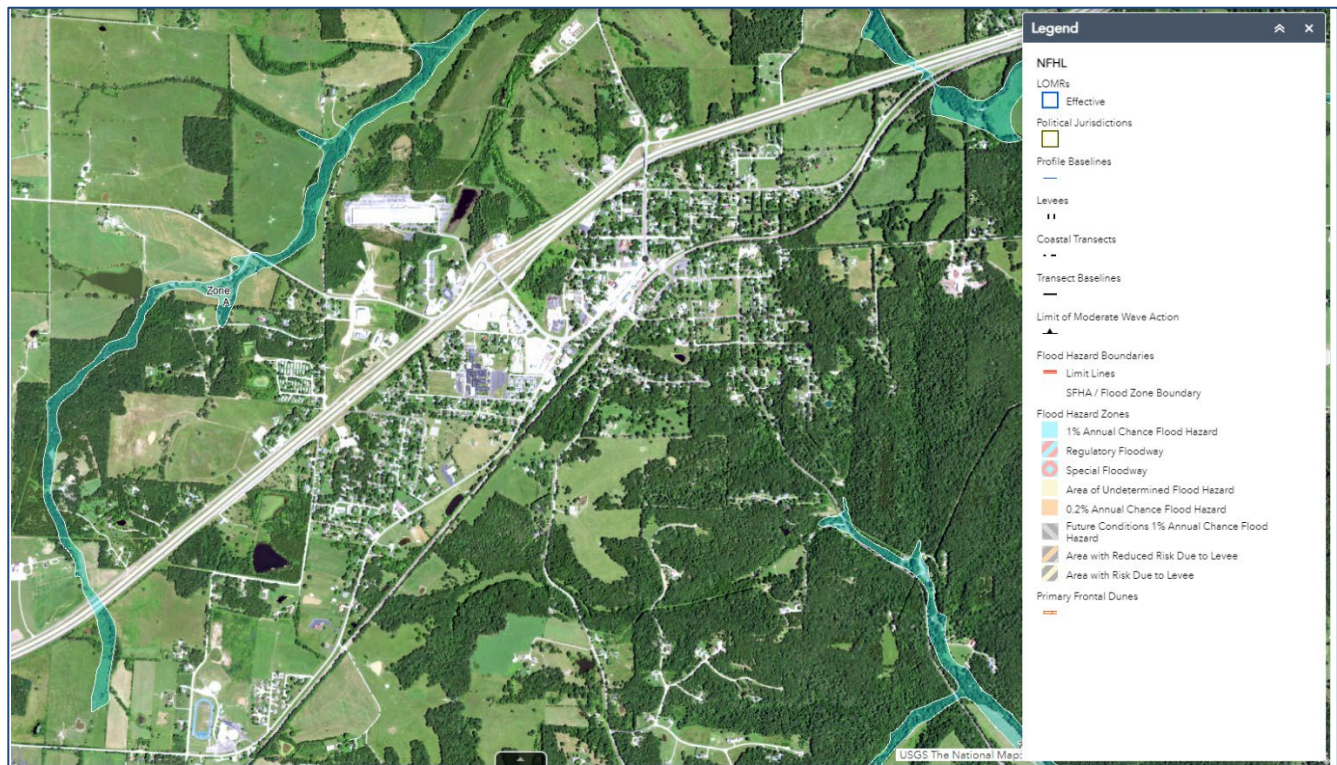 Zone
A
Legend
NFHL
LOMRs
Effective
Political Jurisdictions
Profile Baselines
Levees
Coastal Transects
Transect Baselines
Limit of Moderate Wave Action
Flood Hazard Boundaries
Limit Lines
SFHA / Flood Zone Boundary
Flood Hazard Zones
1% Annual Chance Flood Hazard
Regulatory Floodway
Special Floodway
Area of Undetermined Flood Hazard
0.2% Annual Chance Flood Hazard
Future Conditions 1% Annual Chance Flood
Hazard
Area with Reduced Risk Due to Levee
Area with Risk Due to Levee
Primary Frontal Dunes
USGS The National Map: